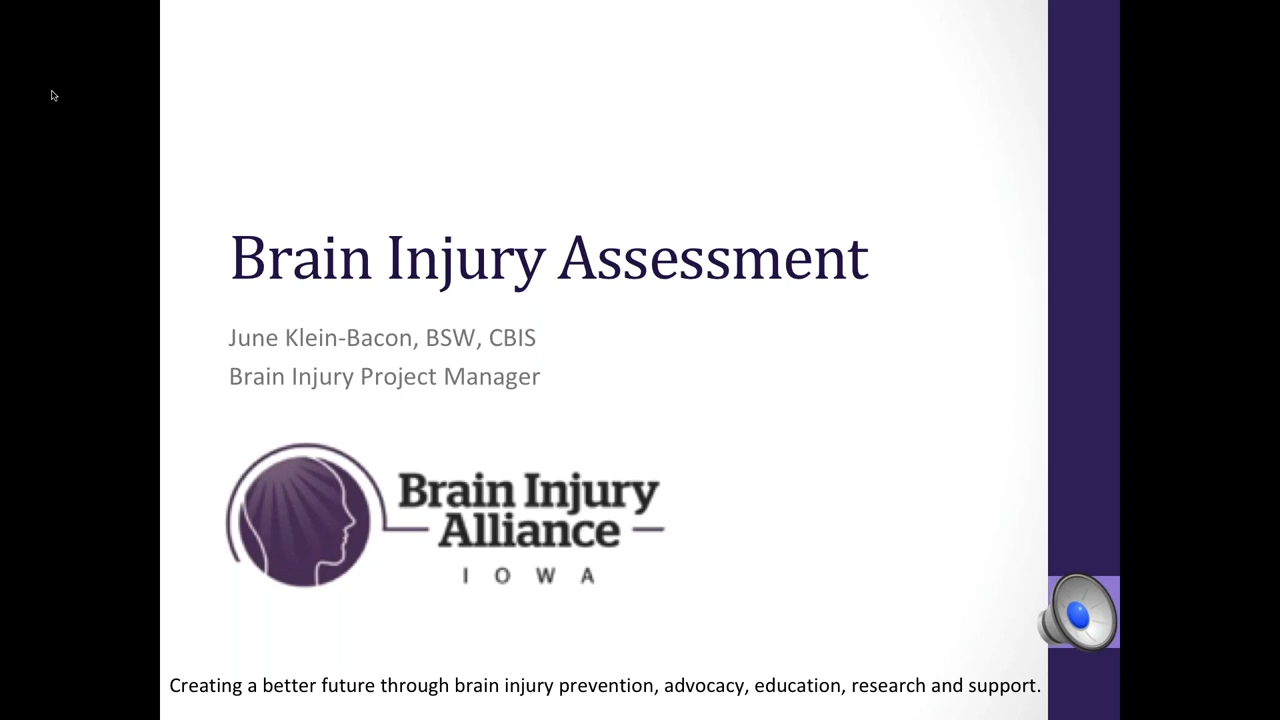 Brain Injury Assessment
June Klein-Bacon, BSW, CBIS
Brain Injury Project Manager
Brain Injury
Alliance
IOWA
Creating a better future through brain injury prevention, advocacy, education, research and support.